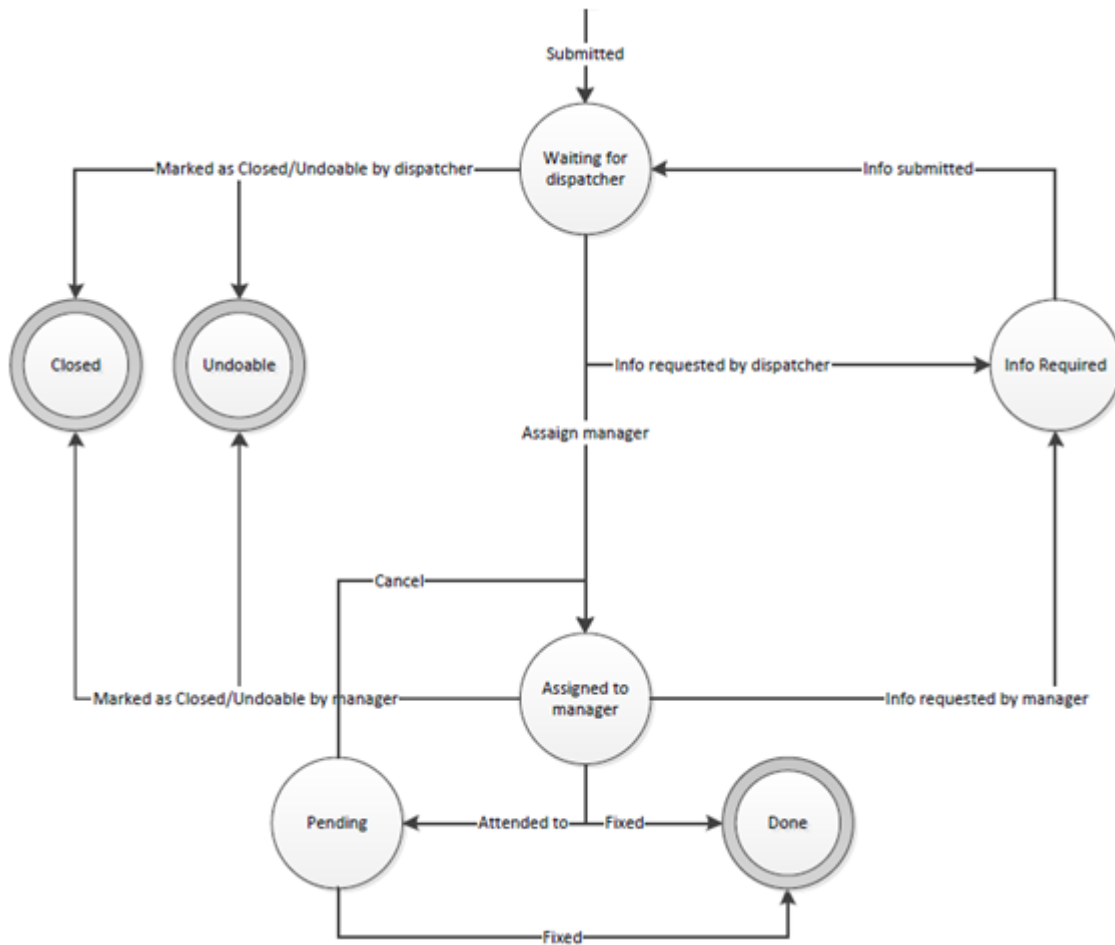 Submitted
Waiting for
dispatcher
Marked as Closed/Undoable by dispatcher
Info submitted
Closed
Undoable
Info requested by dispatcher
Info Required
Assaign manager
Cancel
Assigned to
manager
Marked as Closed/Undoable by manager
Info requested by manager
Pending
Attended to
Fixed
Done
Fixed